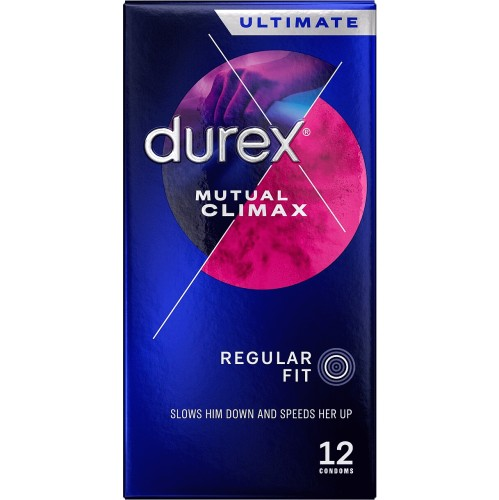 ULTIMATE
durex®
MUTUAL
CLIMAX
REGULAR
FIT
SLOWS HIM DOWN AND SPEEDS HER UP
12
CONDOMS